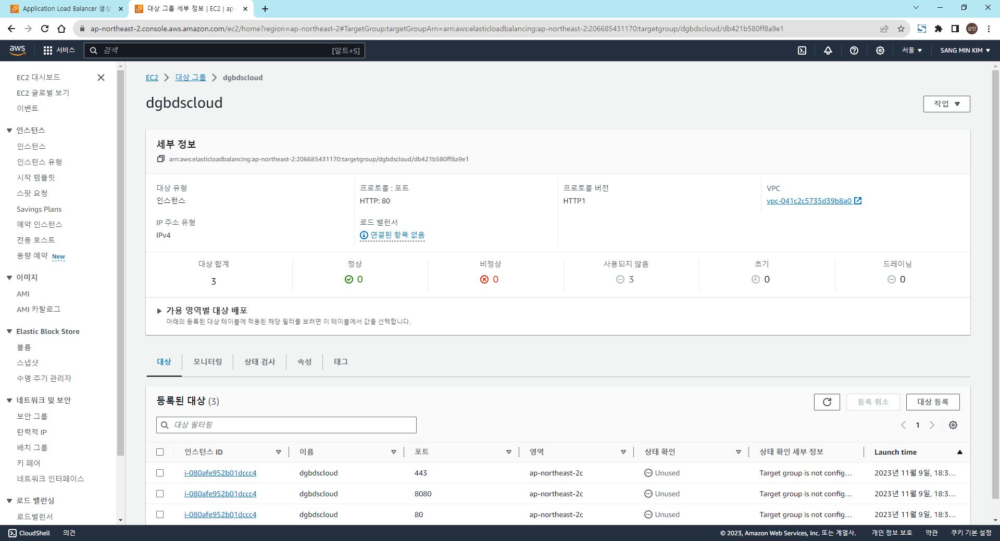 Application Load Balancer 생성
대상 그룹 세부 정보 | EC2 | ap-
ap-northeast-2.console.aws.amazon.com/ec2/home?region=ap-northeast-2#TargetGroup:targetGroupArn=arn:aws:elasticloadbalancing:ap-northeast-2:206685431170:targetgroup/dgbdscloud/db421b580ff8a9e1
상민
aws
서비스
검색
[알트+S]
서울
SANG MIN KIM
EC2 대시보드
EC2 글로벌 보기
이벤트
인스턴스
인스턴스
인스턴스 유형
시작 템플릿
스팟 요청
Savings Plans
예약 인스턴스
전용 호스트
용량 예약 New
이미지
AMI
AMI 카탈로그
Elastic Block Store
볼륨
스냅샷
수명 주기 관리자
네트워크 및 보안
보안 그룹
탄력적 IP
배치 그룹
키 페어
네트워크 인터페이스
로드 밸런싱
로드밸런서
EC2 > 대상 그룹 > dgbdscloud
dgbdscloud
작업
세부 정보
arn:aws:elasticloadbalancing:ap-northeast-2:206685431170:targetgroup/dgbdscloud/db421b580ff8a9e1
대상 유형
인스턴스
프로토콜 : 포트
HTTP: 80
프로토콜 버전
HTTP1
VPC
vpc-041c2c5735d39b8a0
IP 주소 유형
IPv4
로드 밸런서
연결된 항목 없음
대상 합계
3
정상
0
비정상
0
사용되지 않음
3
초기
0
드레이닝
0
가용 영역별 대상 배포
아래의 등록된 대상 테이블에 적용된 해당 필터를 보려면 이 테이블에서 값을 선택합니다.
대상
모니터링
상태 검사
속성
태그
등록된 대상 (3)
등록 취소
대상 등록
대상 필터링
1
인스턴스 ID 이름 포트 영역 상태 확인 상태 확인 세부 정보 Launch time
i-080afe952b01dccc4 dgbdscloud 443 ap-northeast-2c Unused Target group is not config... 2023년 11월 9일, 18:3...
i-080afe952b01dccc4 dgbdscloud 8080 ap-northeast-2c Unused Target group is not config... 2023년 11월 9일, 18:3...
i-080afe952b01dccc4 dgbdscloud 80 ap-northeast-2c Unused Target group is not config... 2023년 11월 9일, 18:3...
CloudShell
의견
© 2023, Amazon Web Services, Inc. 또는 계열사.
개인 정보 보호
약관
쿠키 기본 설정